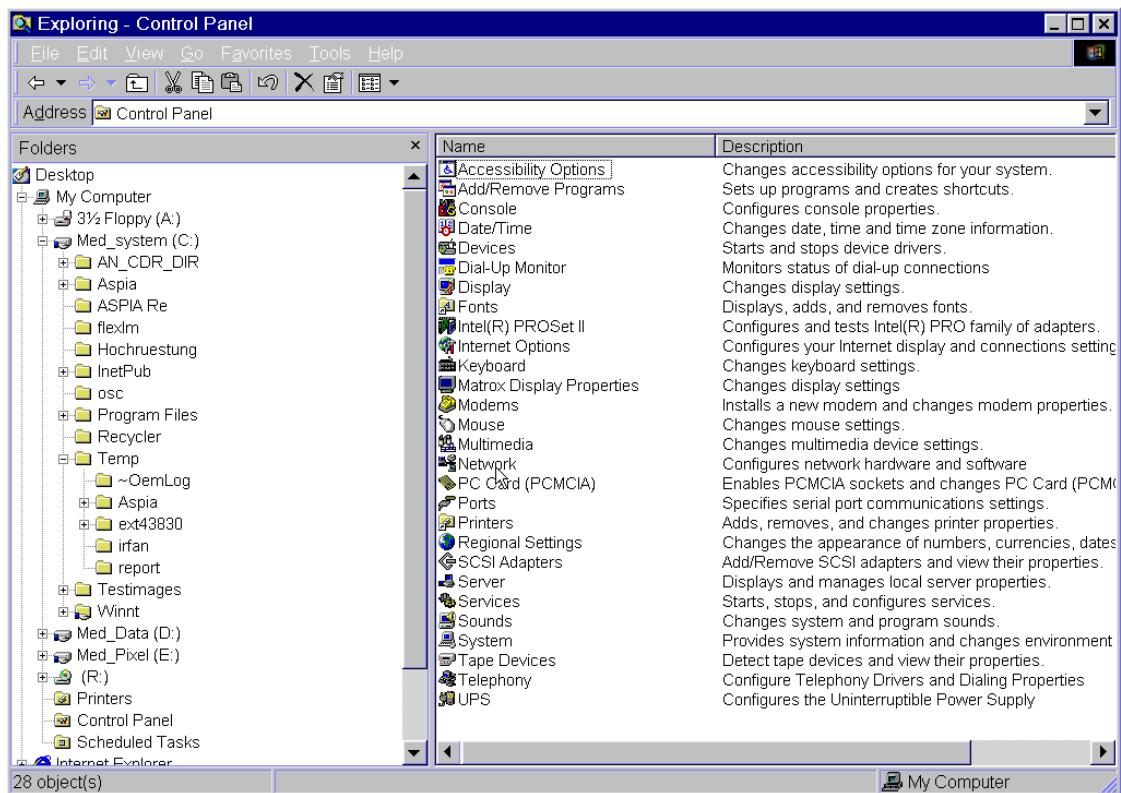 Exploring - Control Panel
File Edit View Go Favorites Tools Help
Address Control Panel
Folders
Desktop
My Computer
3½ Floppy (A:)
Med_system (C:)
AN_CDR_DIR
Aspia
ASPIA Re
flexlm
Hochruestung
InetPub
osc
Program Files
Recycler
Temp
~OemLog
Aspia
ext43830
irfan
report
Testimages
Winnt
Med_Data (D:)
Med_Pixel (E:)
(R:)
Printers
Control Panel
Scheduled Tasks
Internet Explorer
Name Description
Accessibility Options Changes accessibility options for your system.
Add/Remove Programs Sets up programs and creates shortcuts.
Console Configures console properties.
Date/Time Changes date, time and time zone information.
Devices Starts and stops device drivers.
Dial-Up Monitor Monitors status of dial-up connections
Display Changes display settings.
Fonts Displays, adds, and removes fonts.
Intel(R) PROSet II Configures and tests Intel(R) PRO family of adapters.
Internet Options Configures your Internet display and connections setting
Keyboard Changes keyboard settings.
Matrox Display Properties Changes display settings
Modems Installs a new modem and changes modem properties.
Mouse Changes mouse settings.
Multimedia Changes multimedia device settings.
Network Configures network hardware and software
PC Card (PCMCIA) Enables PCMCIA sockets and changes PC Card (PCM
Ports Specifies serial port communications settings.
Printers Adds, removes, and changes printer properties.
Regional Settings Changes the appearance of numbers, currencies, dates
SCSI Adapters Add/Remove SCSI adapters and view their properties.
Server Displays and manages local server properties.
Services Starts, stops, and configures services.
Sounds Changes system and program sounds.
System Provides system information and changes environment
Tape Devices Detect tape devices and view their properties.
Telephony Configure Telephony Drivers and Dialing Properties
UPS Configures the Uninterruptible Power Supply
28 object(s) My Computer